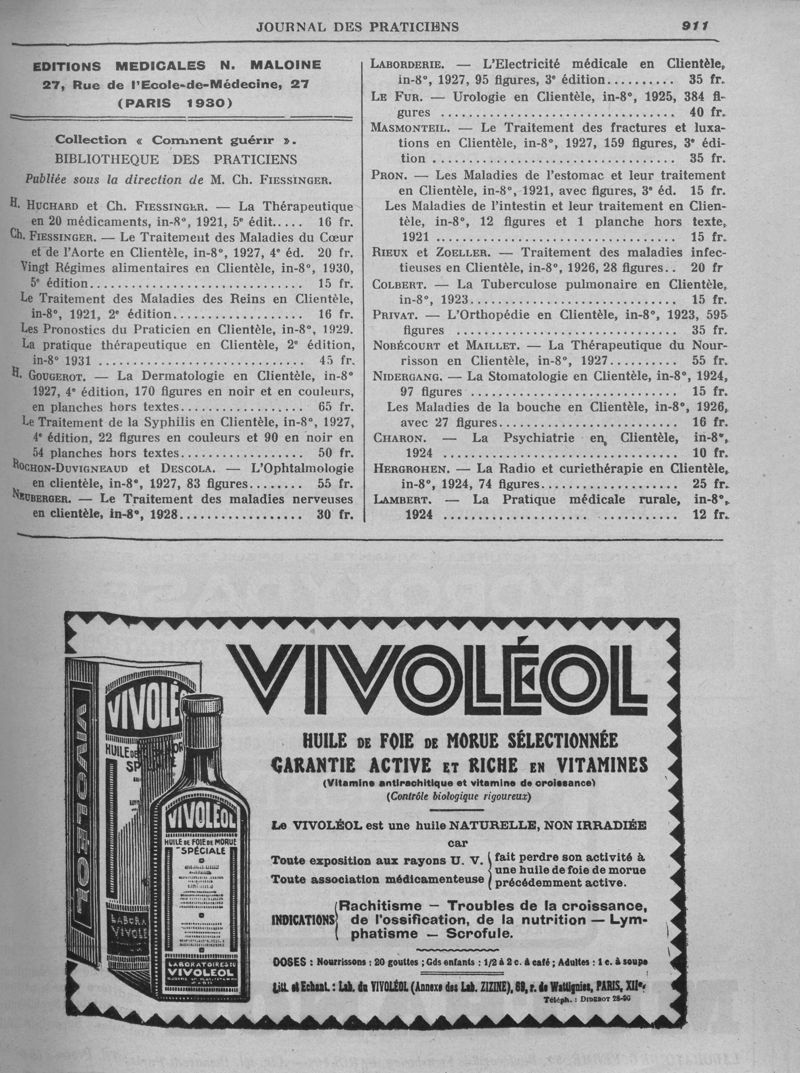 JOURNAL DES PRATICIENS 911
EDITIONS MEDICALES N. MALOINE
27, Rue de l'Ecole-de-Médecine, 27
(PARIS 1930)
Collection « Comment guérir ».
BIBLIOTHEQUE DES PRATICIENS
Publiée sous la direction de M. Ch. FIESSINGER.
H. HUCHARD et Ch. FIESSINGER. — La Thérapeutique
en 20 médicaments, in-8°, 1921, 5e édit..... 16 fr.
Ch. FIESSINGER. — Le Traitement des Maladies du Cœur
et de l'Aorte en Clientèle, in-8°, 1927, 4e éd. 20 fr.
Vingt Régimes alimentaires en Clientèle, in-8°, 1930,
5e édition............................... 15 fr.
Le Traitement des Maladies des Reins en Clientèle,
in-8°, 1921, 2e édition................... 16 fr.
Les Pronostics du Praticien en Clientèle, in-8°, 1929.
La pratique thérapeutique en Clientèle, 2e édition,
in-8° 1931 .............................. 45 fr.
H. GOUGEROT. — La Dermatologie en Clientèle, in-8°
1927, 4e édition, 170 figures en noir et en couleurs,
en planches hors textes.................. 65 fr.
Le Traitement de la Syphilis en Clientèle, in-8°, 1927,
4e édition, 22 figures en couleurs et 90 en noir en
54 planches hors textes.................. 50 fr.
ROCHON-DUVIGNEAUD et DESCOLA. — L'Ophtalmologie
en clientèle, in-8°, 1927, 83 figures........ 55 fr.
NEUBERGER. — Le Traitement des maladies nerveuses
en clientèle, in-8°, 1928.................. 30 fr.
LABORDERIE. — L'Electricité médicale en Clientèle,
in-8°, 1927, 95 figures, 3e édition.......... 35 fr.
LE FUR. — Urologie en Clientèle, in-8°, 1925, 384 fi-
gures .................................. 40 fr.
MASMONTEIL. — Le Traitement des fractures et luxa-
tions en Clientèle, in-8°, 1927, 159 figures, 3e édi-
tion ................................... 35 fr.
PRON. — Les Maladies de l'estomac et leur traitement
en Clientèle, in-8°, 1921, avec figures, 3e éd. 15 fr.
Les Maladies de l'intestin et leur traitement en Clien-
tèle, in-8°, 12 figures et 1 planche hors texte,
1921 ................................... 15 fr.
RIEUX et ZOELLER. — Traitement des maladies infec-
tieuses en Clientèle, in-8°, 1926, 28 figures.. 20 fr
COLBERT. — La Tuberculose pulmonaire en Clientèle,
in-8°, 1923.............................. 15 fr.
PRIVAT. — L'Orthopédie en Clientèle, in-8°, 1923, 595
figures ................................ 35 fr.
NOBÉCOURT et MAILLET. — La Thérapeutique du Nour-
risson en Clientèle, in-8°, 1927.......... 55 fr.
NIDERGANG. — La Stomatologie en Clientèle, in-8°, 1924,
97 figures .............................. 15 fr.
Les Maladies de la bouche en Clientèle, in-8°, 1926,
avec 27 figures.......................... 16 fr.
CHARON. — La Psychiatrie en Clientèle, in-8°,
1924 ................................... 10 fr.
HERGROHEN. — La Radio et curiethérapie en Clientèle,
in-8°, 1924, 74 figures.................. 25 fr.
LAMBERT. — La Pratique médicale rurale, in-8°,
1924 ................................... 12 fr.
VIVOLÉOL
HUILE DE FOIE DE MORUE SÉLECTIONNÉE
GARANTIE ACTIVE ET RICHE EN VITAMINES
(Vitamine antirachitique et vitamine de croissance)
(Contrôle biologique rigoureux)
Le VIVOLÉOL est une huile NATURELLE, NON IRRADIÉE
car
Toute exposition aux rayons U. V. fait perdre son activité à
une huile de foie de morue
Toute association médicamenteuse précédemment active.
INDICATIONS Rachitisme — Troubles de la croissance,
de l'ossification, de la nutrition — Lym-
phatisme — Scrofule.
DOSES : Nourrissons : 20 gouttes ; Gds enfants : 1/2 à 2 c. à café ; Adultes : 1 c. à soupe
Litt. et Echant. : Lab. du VIVOLÉOL (Annexe des Lab. ZIZINE), 68, r. de Wattignies, PARIS, XIIe
Téléph. : DIDEROT 28-96
VIVOLÉOL
VIVOLÉ
HUILE DE
SP
LABORA
VIVOLE
VIVOLÉOL
HUILE DE FOIE DE MORUE
SPÉCIALE
LABORATOIRES DU
VIVOLEOL
PARIS